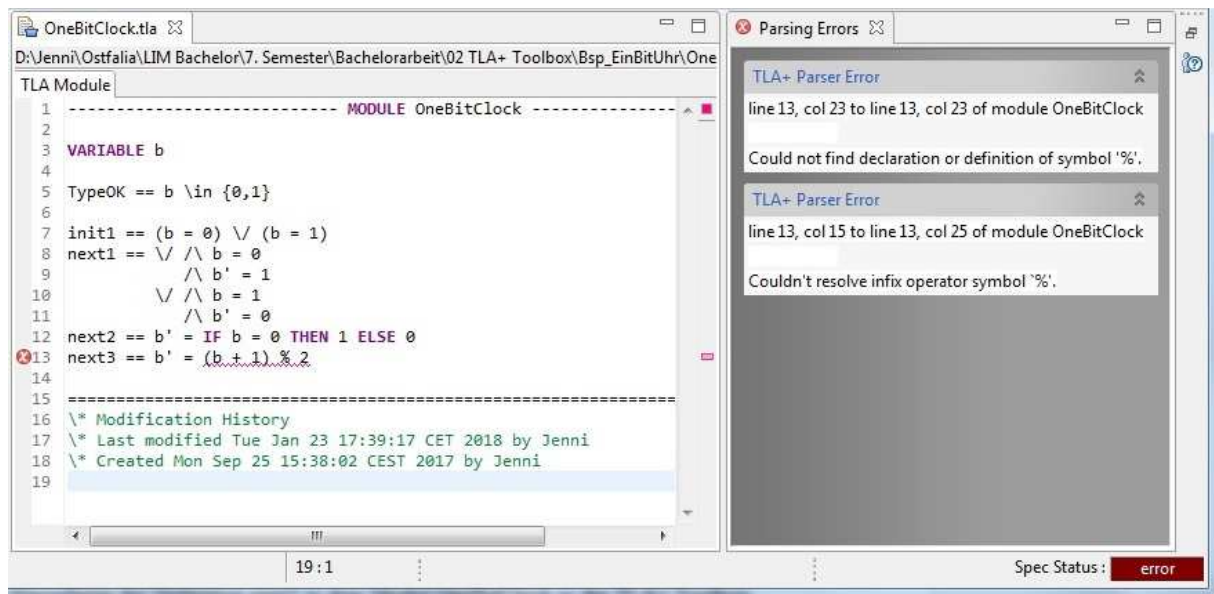 OneBitClock.tla
D:\Jenni\Ostfalia\LIM Bachelor\7. Semester\Bachelorarbeit\02 TLA+ Toolbox\Bsp_EinBitUhr\One
TLA Module
1 ---------------------------- MODULE OneBitClock ---------------
2
3 VARIABLE b
4
5 TypeOK == b \in {0,1}
6
7 init1 == (b = 0) \/ (b = 1)
8 next1 == \/ /\ b = 0
9 /\ b' = 1
10 \/ /\ b = 1
11 /\ b' = 0
12 next2 == b' = IF b = 0 THEN 1 ELSE 0
13 next3 == b' = (b + 1) % 2
14
15 ===============================================================
16 \* Modification History
17 \* Last modified Tue Jan 23 17:39:17 CET 2018 by Jenni
18 \* Created Mon Sep 25 15:38:02 CEST 2017 by Jenni
19
Parsing Errors
TLA+ Parser Error
line 13, col 23 to line 13, col 23 of module OneBitClock
Could not find declaration or definition of symbol '%'.
TLA+ Parser Error
line 13, col 15 to line 13, col 25 of module OneBitClock
Couldn't resolve infix operator symbol `%'.
19 : 1
Spec Status : error